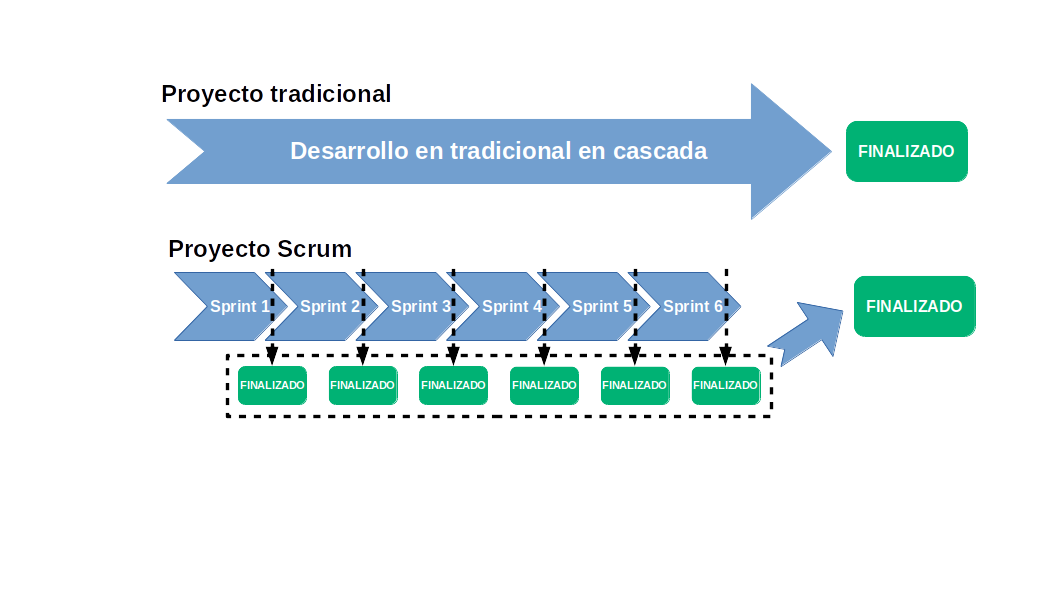 Proyecto tradicional
Desarrollo en tradicional en cascada
FINALIZADO
Proyecto Scrum
Sprint 1
Sprint 2
Sprint 3
Sprint 4
Sprint 5
Sprint 6
FINALIZADO
FINALIZADO
FINALIZADO
FINALIZADO
FINALIZADO
FINALIZADO
FINALIZADO